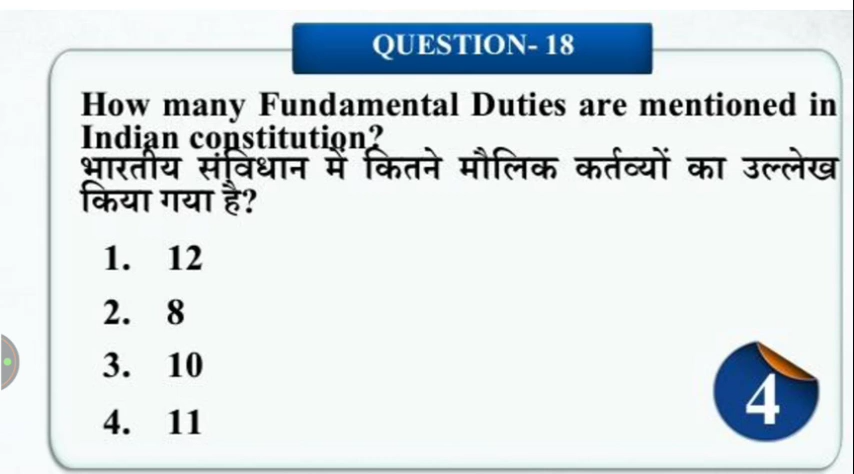 QUESTION- 18
How many Fundamental Duties are mentioned in
Indian constitution?
भारतीय संविधान में कितने मौलिक कर्तव्यों का उल्लेख
किया गया है?
1. 12
2. 8
3. 10
4. 11
4